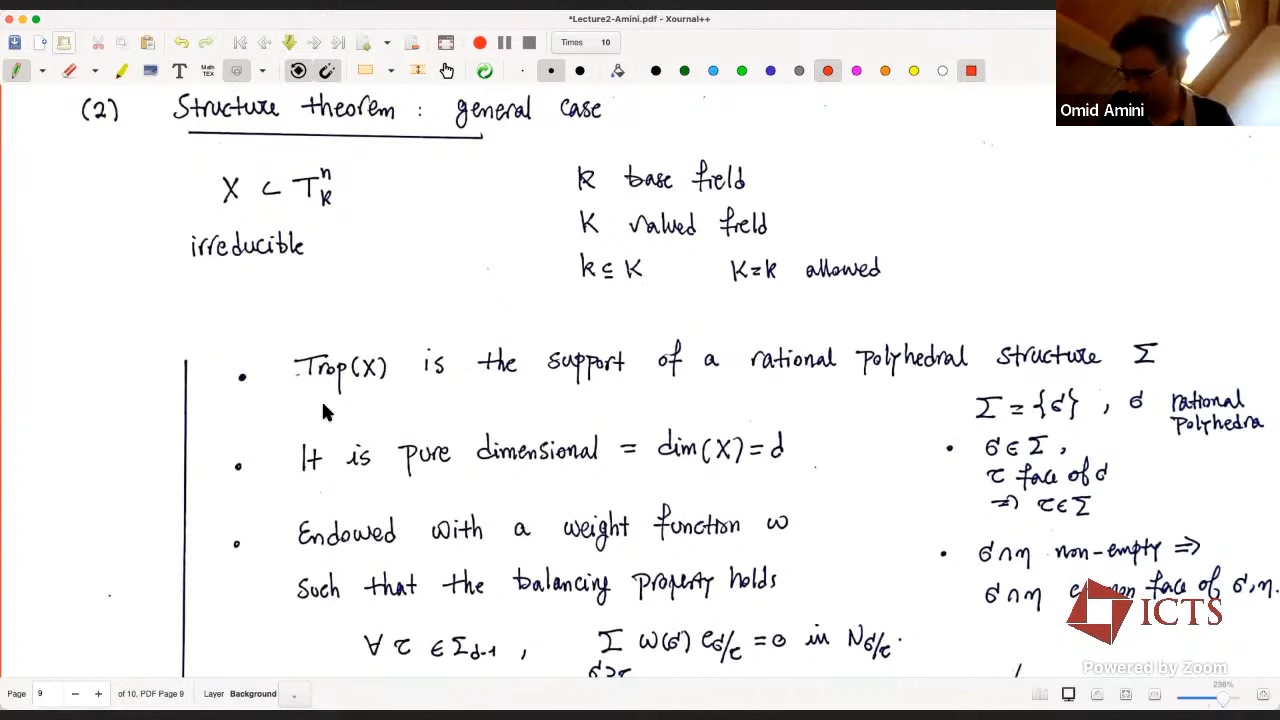 *Lecture2-Amini.pdf - Xournal++
Times 10
Omid Amini
(2) Structure theorem : general case
X ⊂ T^n_k
irreducible
k base field
K valued field
k ⊆ K K=k allowed
• Trop(X) is the support of a rational polyhedral structure Σ
Σ = {σ} , σ rational polyhedra
• It is pure dimensional = dim(X) = d
• σ ∈ Σ ,
τ face of σ
⇒ τ ∈ Σ
• Endowed with a weight function ω
such that the balancing property holds
• σ∩η non-empty ⇒
σ∩η face of σ,η.
∀ τ ∈ Σ_{d-1} , Σ ω(σ) e_{σ/τ} = 0 in N_{σ/τ}.
σ⊃τ
ICTS
Powered by Zoom
Page 9 of 10, PDF Page 9 Layer Background
236%